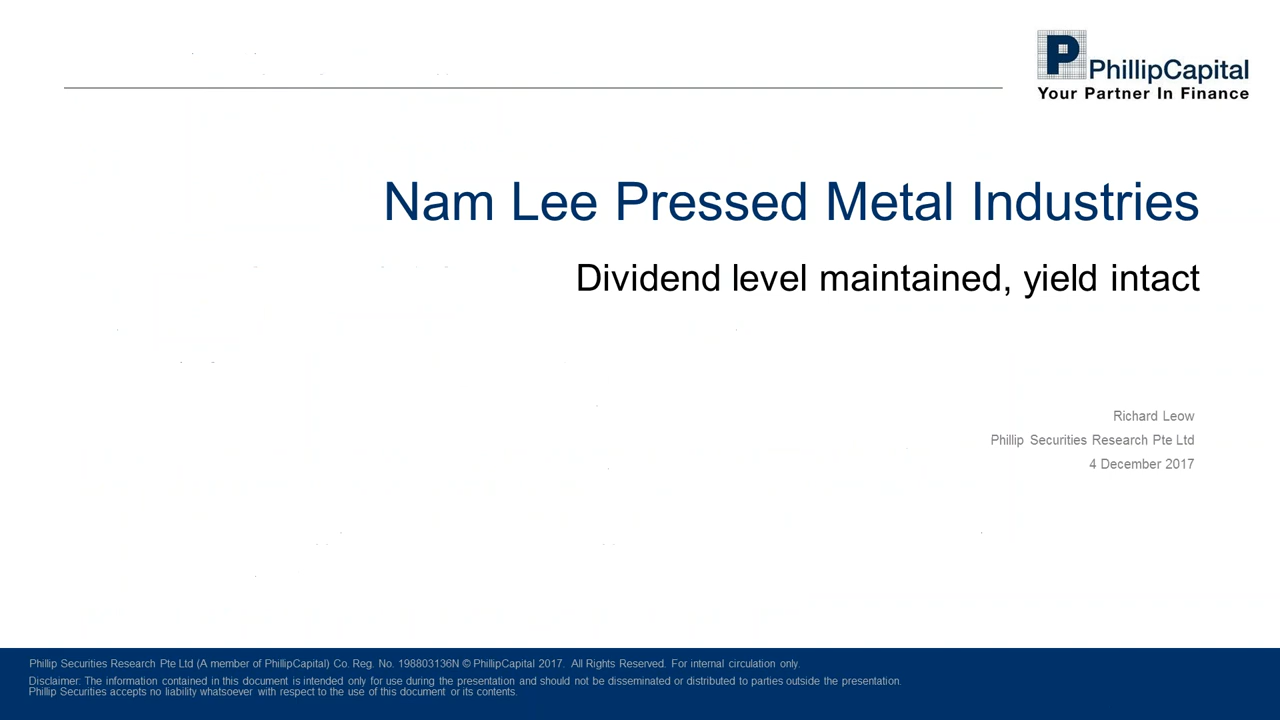 P
PhillipCapital
Your Partner In Finance
Nam Lee Pressed Metal Industries
Dividend level maintained, yield intact
Richard Leow
Phillip Securities Research Pte Ltd
4 December 2017
Phillip Securities Research Pte Ltd (A member of PhillipCapital) Co. Reg. No. 198803136N © PhillipCapital 2017. All Rights Reserved. For internal circulation only.
Disclaimer: The information contained in this document is intended only for use during the presentation and should not be disseminated or distributed to parties outside the presentation.
Phillip Securities accepts no liability whatsoever with respect to the use of this document or its contents.